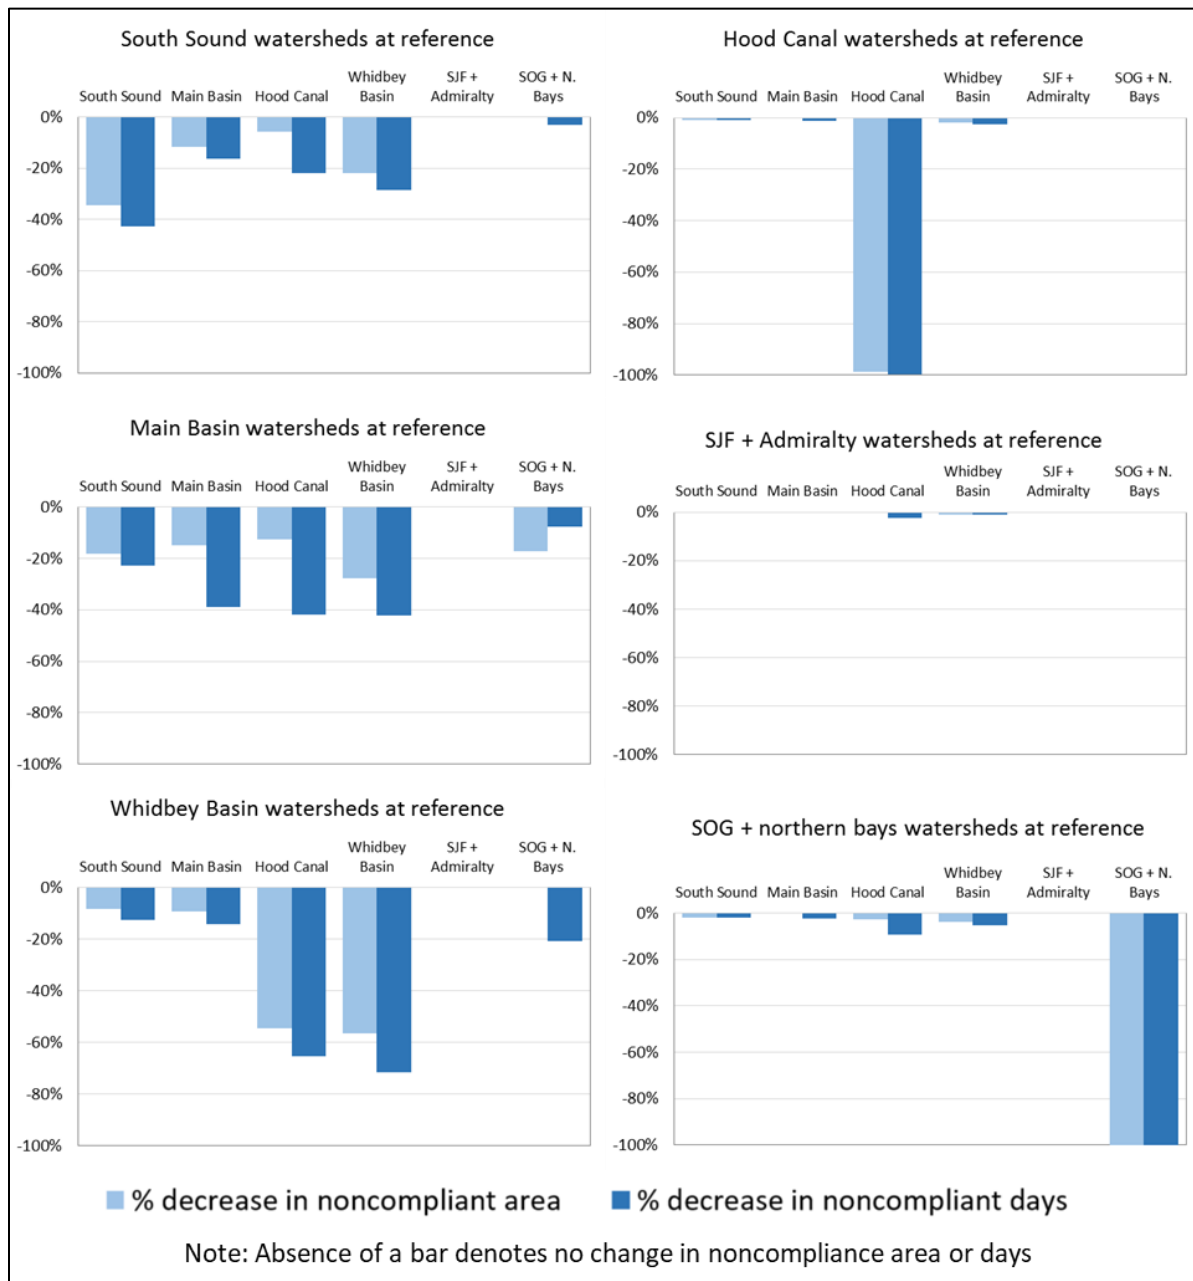 South Sound watersheds at reference
South Sound Main Basin Hood Canal Whidbey Basin SJF + Admiralty SOG + N. Bays
0%
-20%
-40%
-60%
-80%
-100%
Hood Canal watersheds at reference
South Sound Main Basin Hood Canal Whidbey Basin SJF + Admiralty SOG + N. Bays
0%
-20%
-40%
-60%
-80%
-100%
Main Basin watersheds at reference
South Sound Main Basin Hood Canal Whidbey Basin SJF + Admiralty SOG + N. Bays
0%
-20%
-40%
-60%
-80%
-100%
SJF + Admiralty watersheds at reference
South Sound Main Basin Hood Canal Whidbey Basin SJF + Admiralty SOG + N. Bays
0%
-20%
-40%
-60%
-80%
-100%
Whidbey Basin watersheds at reference
South Sound Main Basin Hood Canal Whidbey Basin SJF + Admiralty SOG + N. Bays
0%
-20%
-40%
-60%
-80%
-100%
SOG + northern bays watersheds at reference
South Sound Main Basin Hood Canal Whidbey Basin SJF + Admiralty SOG + N. Bays
0%
-20%
-40%
-60%
-80%
-100%
% decrease in noncompliant area % decrease in noncompliant days
Note: Absence of a bar denotes no change in noncompliance area or days